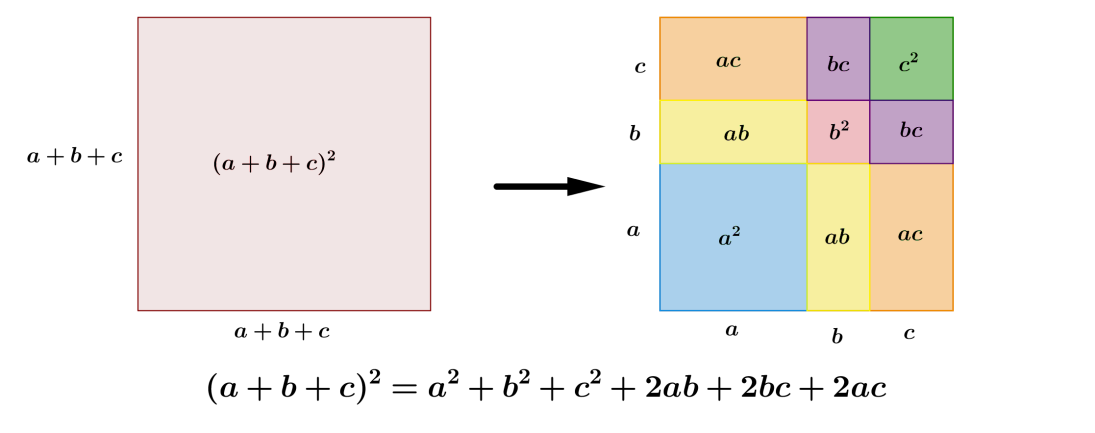 a + b + c
(a + b + c)²
a + b + c
c
ac
bc
c²
b
ab
b²
bc
a
a²
ab
ac
a
b
c
(a + b + c)² = a² + b² + c² + 2ab + 2bc + 2ac